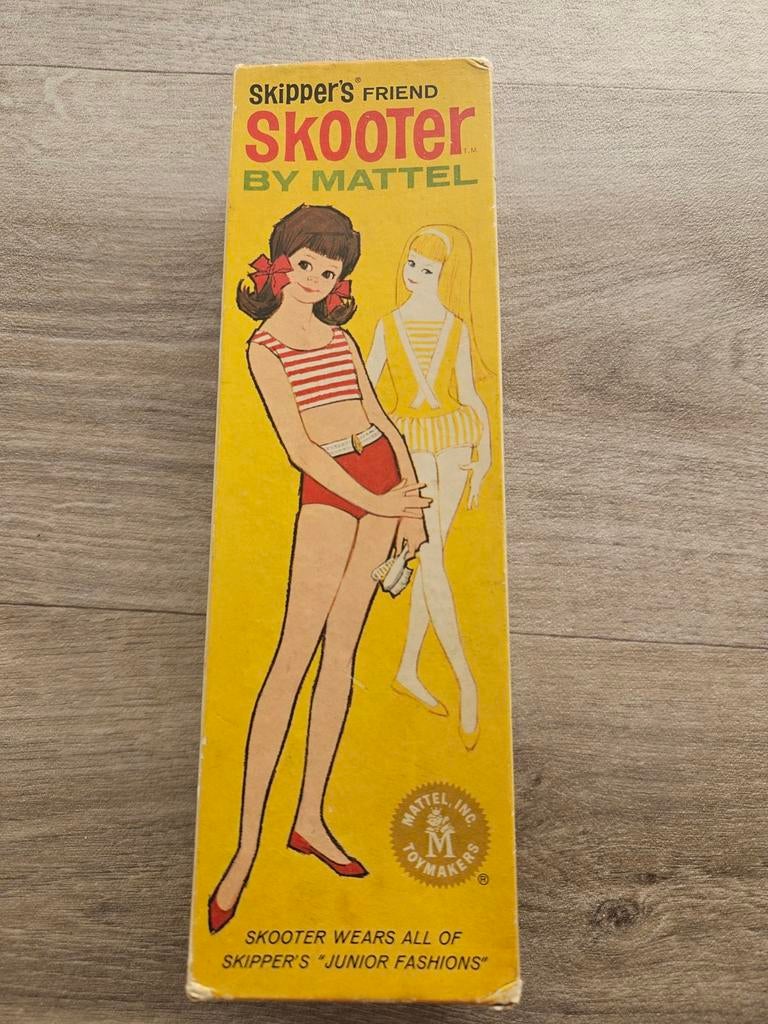 Skipper's® FRIEND
SKOOTER T.M.
BY MATTEL
MATTEL, INC.
M
TOYMAKERS
®
SKOOTER WEARS ALL OF
SKIPPER'S "JUNIOR FASHIONS"